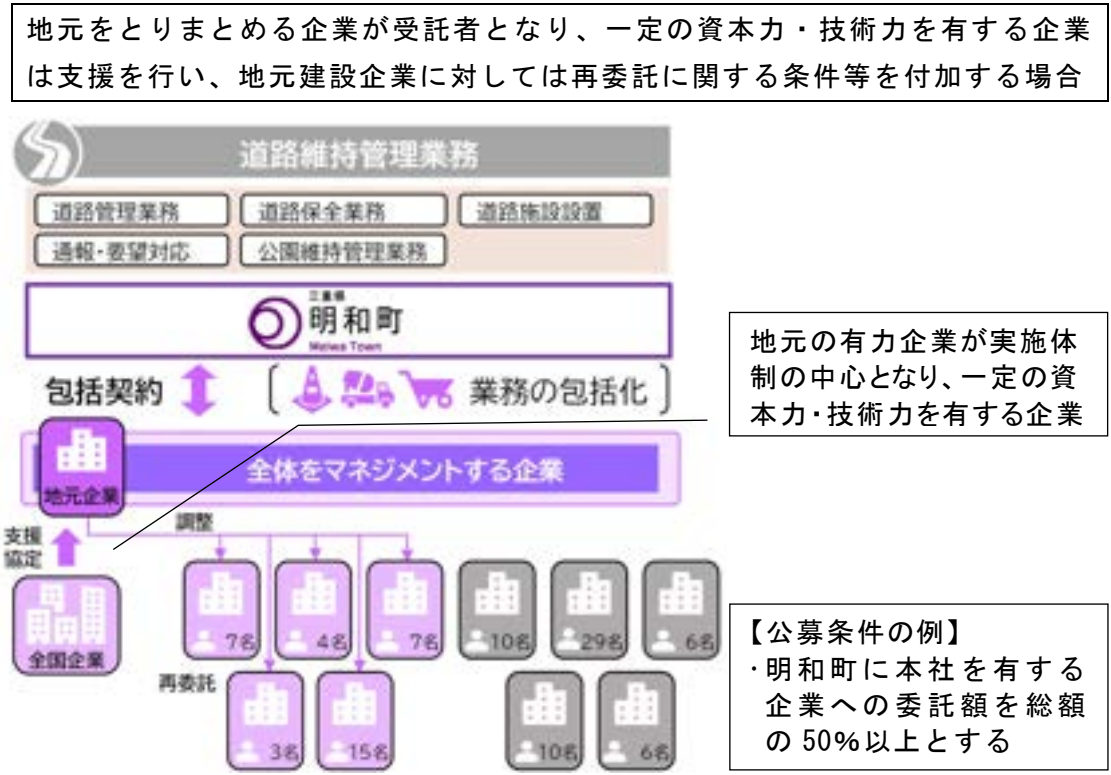 地元をとりまとめる企業が受託者となり、一定の資本力・技術力を有する企業
は支援を行い、地元建設企業に対しては再委託に関する条件等を付加する場合
道路維持管理業務
道路管理業務
道路保全業務
道路施設設置
通報・要望対応
公園維持管理業務
三重県
明和町
Meiwa Town
包括契約
[ 業務の包括化 ]
地元の有力企業が実施体
制の中心となり、一定の資
本力・技術力を有する企業
全体をマネジメントする企業
地元企業
支援
協定
調整
全国企業
7名
4名
7名
10名
29名
6名
再委託
3名
15名
10名
6名
【公募条件の例】
・明和町に本社を有する
企業への委託額を総額
の50%以上とする